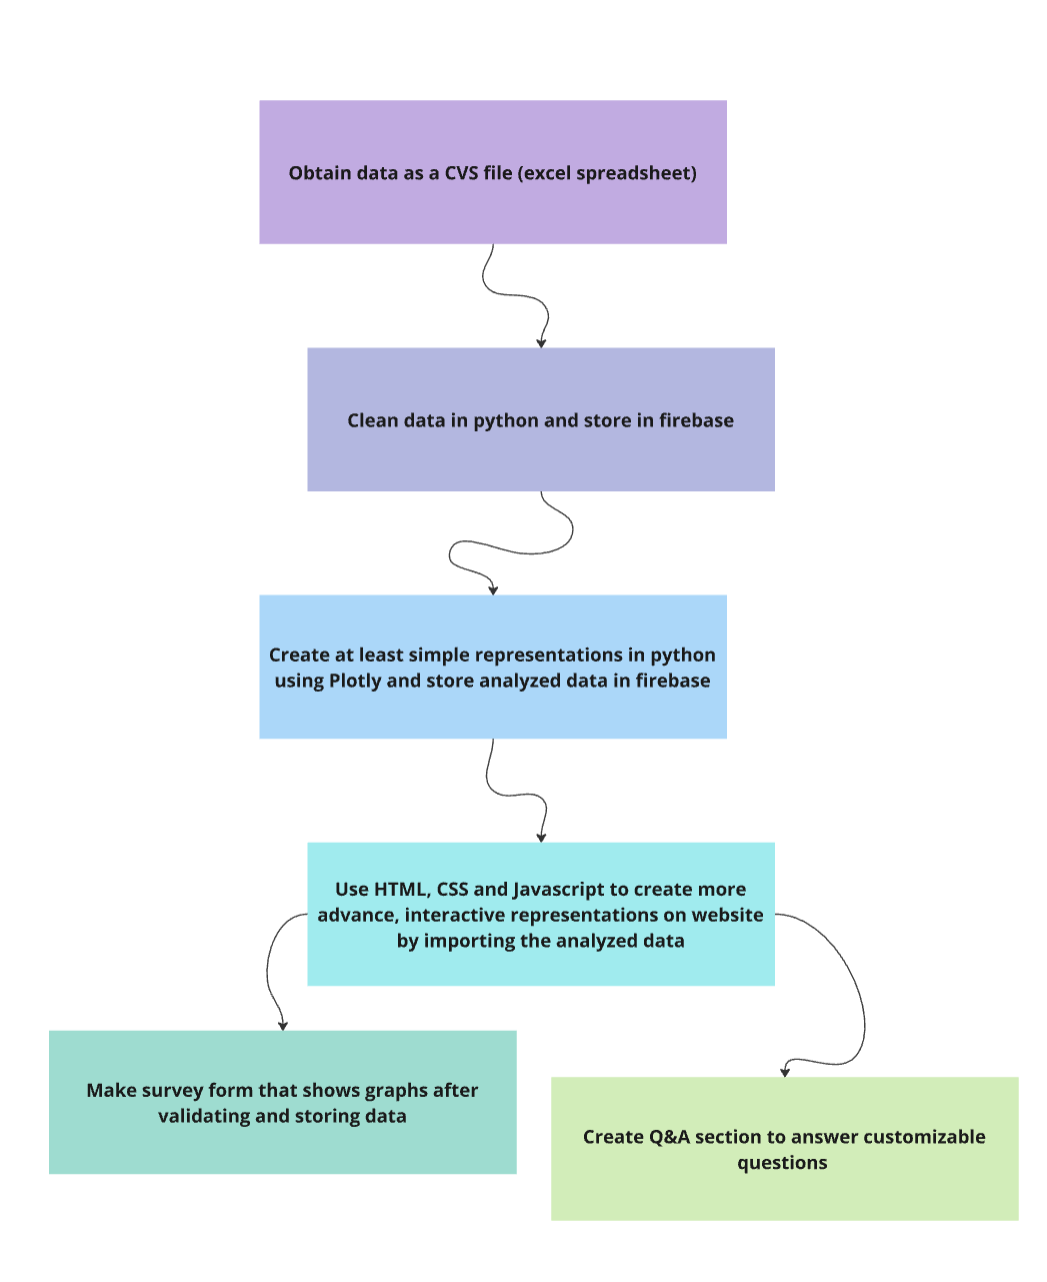 Obtain data as a CVS file (excel spreadsheet)
Clean data in python and store in firebase
Create at least simple representations in python
using Plotly and store analyzed data in firebase
Use HTML, CSS and Javascript to create more
advance, interactive representations on website
by importing the analyzed data
Make survey form that shows graphs after
validating and storing data
Create Q&A section to answer customizable
questions